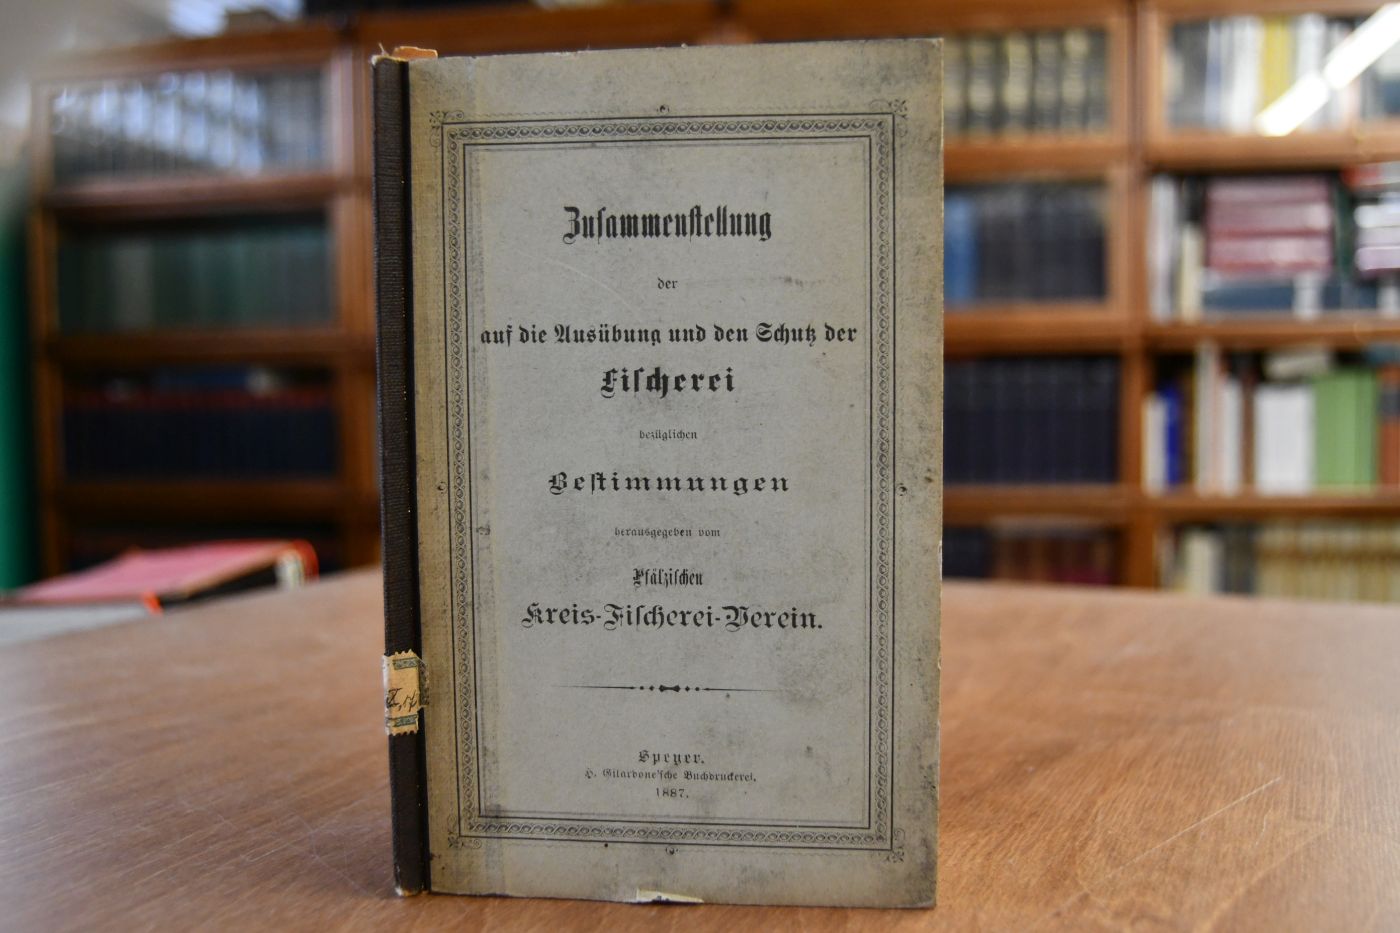 Zusammenstellung
der
auf die Ausübung und den Schutz der
Fischerei
bezüglichen
Bestimmungen
herausgegeben vom
Pfälzischen
Kreis-Fischerei-Verein.
Speyer.
H. Gilardone'sche Buchdruckerei.
1887.